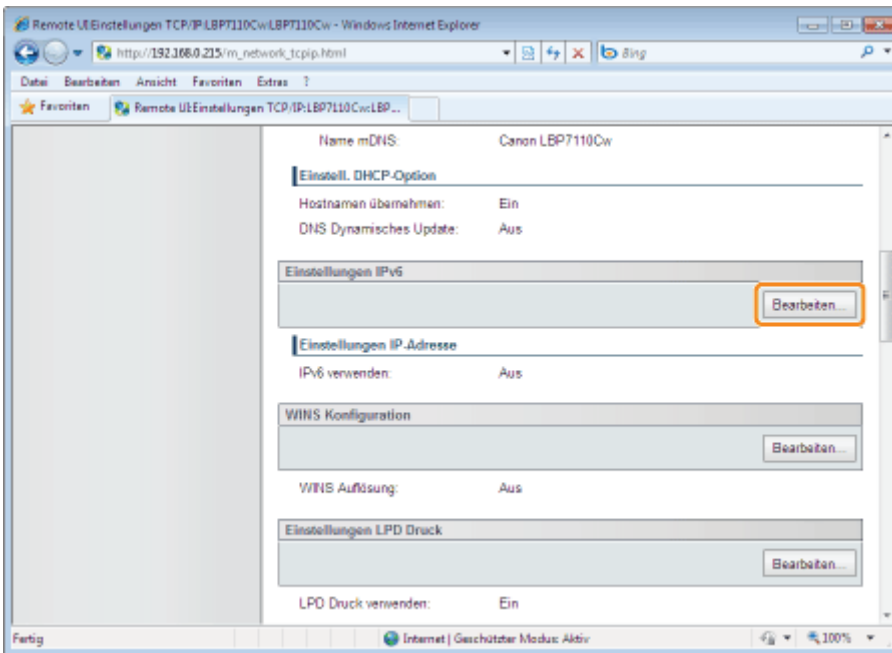 Remote UI:Einstellungen TCP/IP:LBP7110Cw:LBP7110Cw - Windows Internet Explorer
http://192.168.0.215/m_network_tcpip.html
Bing
Datei Bearbeiten Ansicht Favoriten Extras ?
Favoriten Remote UI:Einstellungen TCP/IP:LBP7110Cw:LBP...
Name mDNS: Canon LBP7110Cw
Einstell. DHCP-Option
Hostnamen übernehmen: Ein
DNS Dynamisches Update: Aus
Einstellungen IPv6
Bearbeiten...
Einstellungen IP-Adresse
IPv6 verwenden: Aus
WINS Konfiguration
Bearbeiten...
WINS Auflösung: Aus
Einstellungen LPD Druck
Bearbeiten...
LPD Druck verwenden: Ein
Fertig Internet | Geschützter Modus: Aktiv 100%